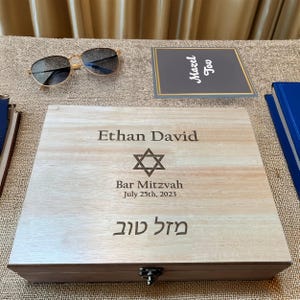 Mazel
Tov
Ethan David
Bar Mitzvah
July 25th, 2023
מזל טוב